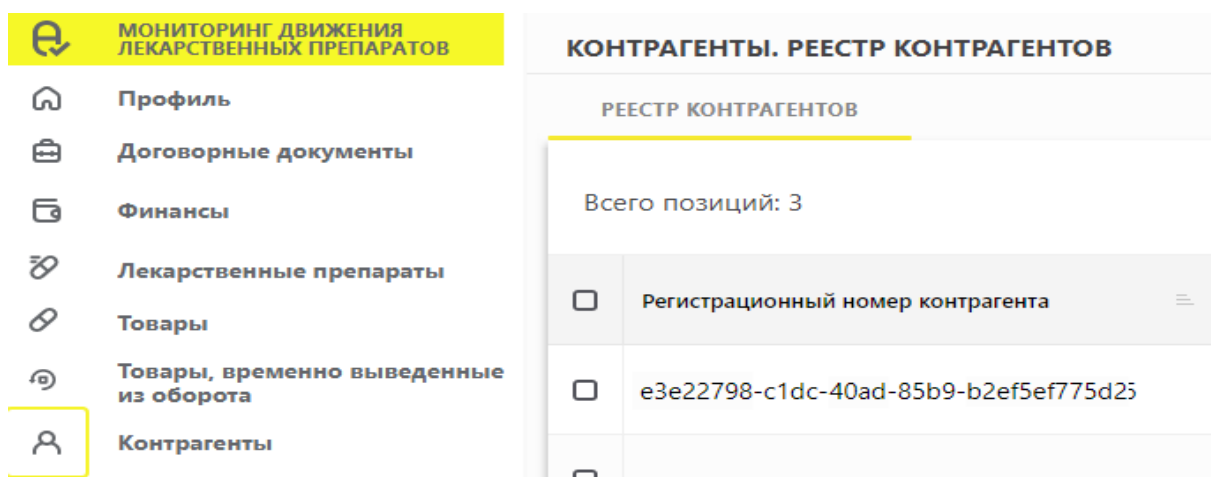 МОНИТОРИНГ ДВИЖЕНИЯ
ЛЕКАРСТВЕННЫХ ПРЕПАРАТОВ
Профиль
Договорные документы
Финансы
Лекарственные препараты
Товары
Товары, временно выведенные
из оборота
Контрагенты
КОНТРАГЕНТЫ. РЕЕСТР КОНТРАГЕНТОВ
РЕЕСТР КОНТРАГЕНТОВ
Всего позиций: 3
Регистрационный номер контрагента
e3e22798-c1dc-40ad-85b9-b2ef5ef775d25